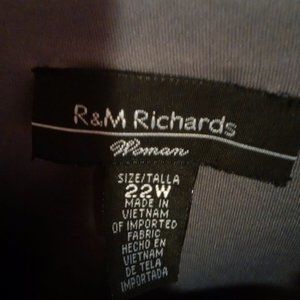 R&M Richards
Woman
SIZE/TALLA
22W
MADE IN
VIETNAM
OF IMPORTED
FABRIC
HECHO EN
VIETNAM
DE TELA
IMPORTADA